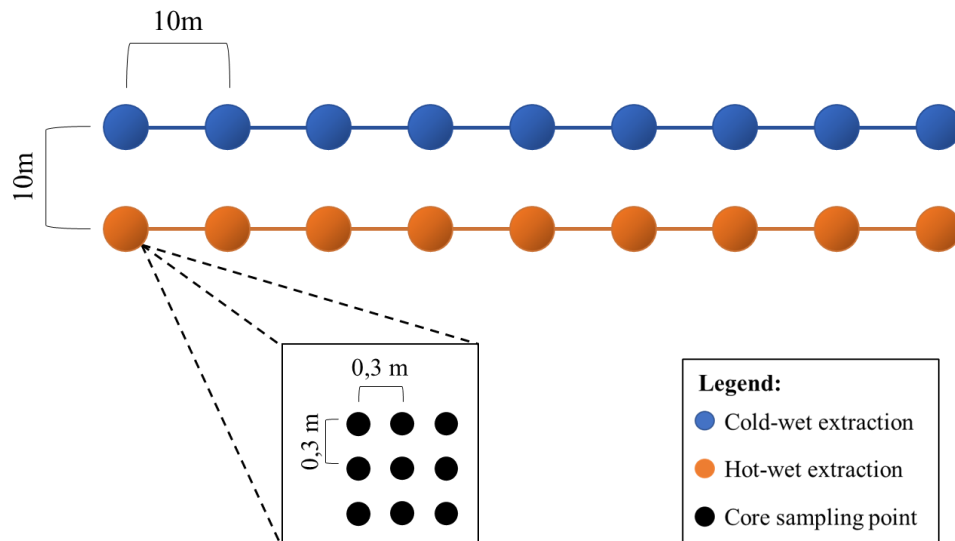 10m
10m
0,3 m
0,3 m
Legend:
Cold-wet extraction
Hot-wet extraction
Core sampling point